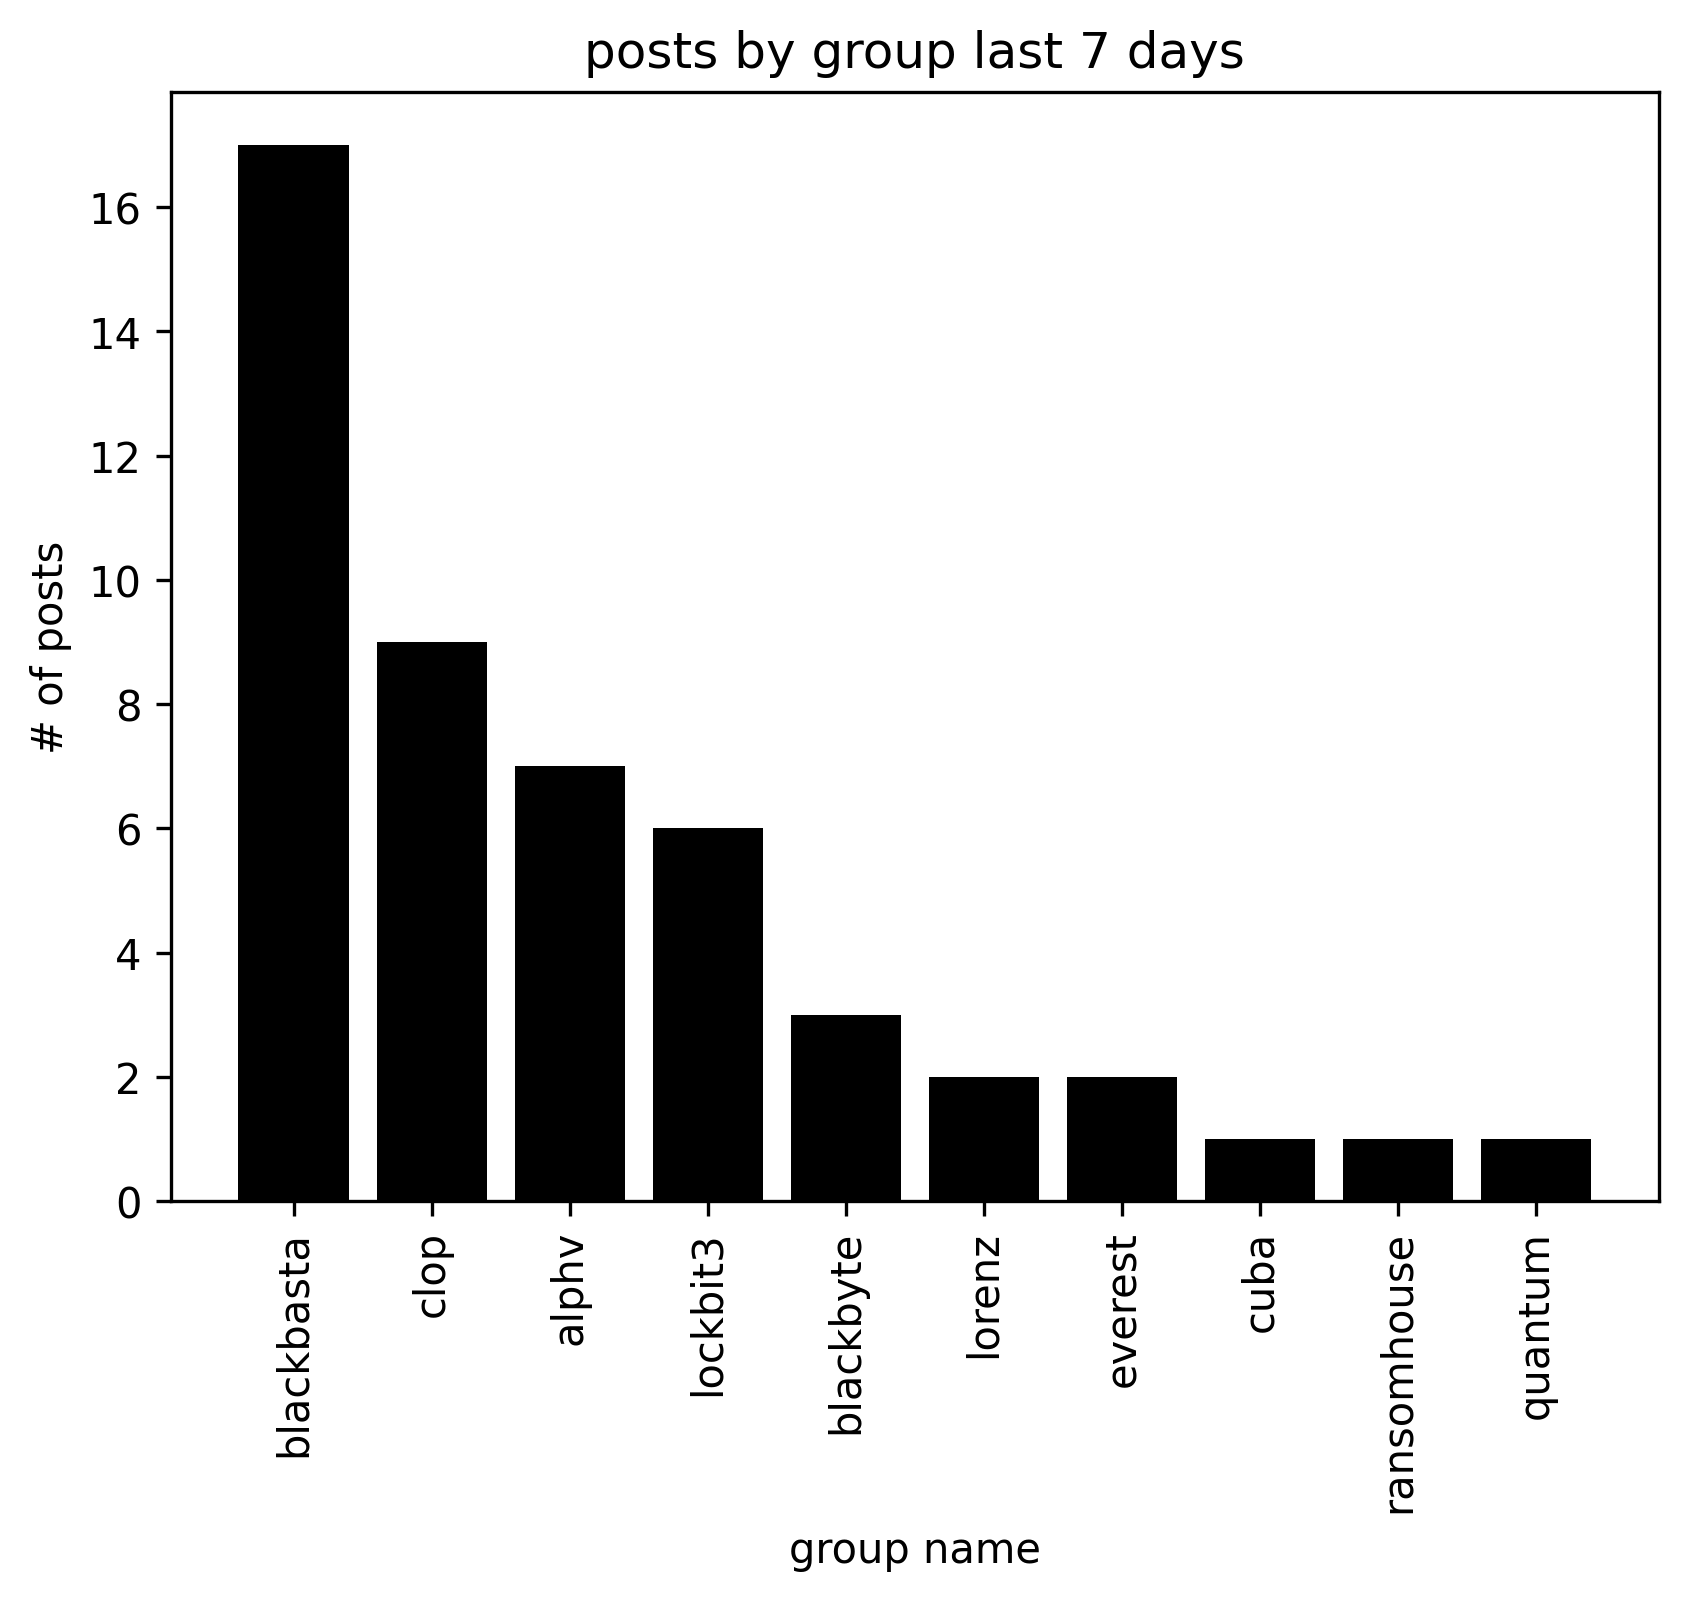 posts by group last 7 days
# of posts
16
14
12
10
8
6
4
2
0
blackbasta
clop
alphv
lockbit3
blackbyte
lorenz
everest
cuba
ransomhouse
quantum
group name